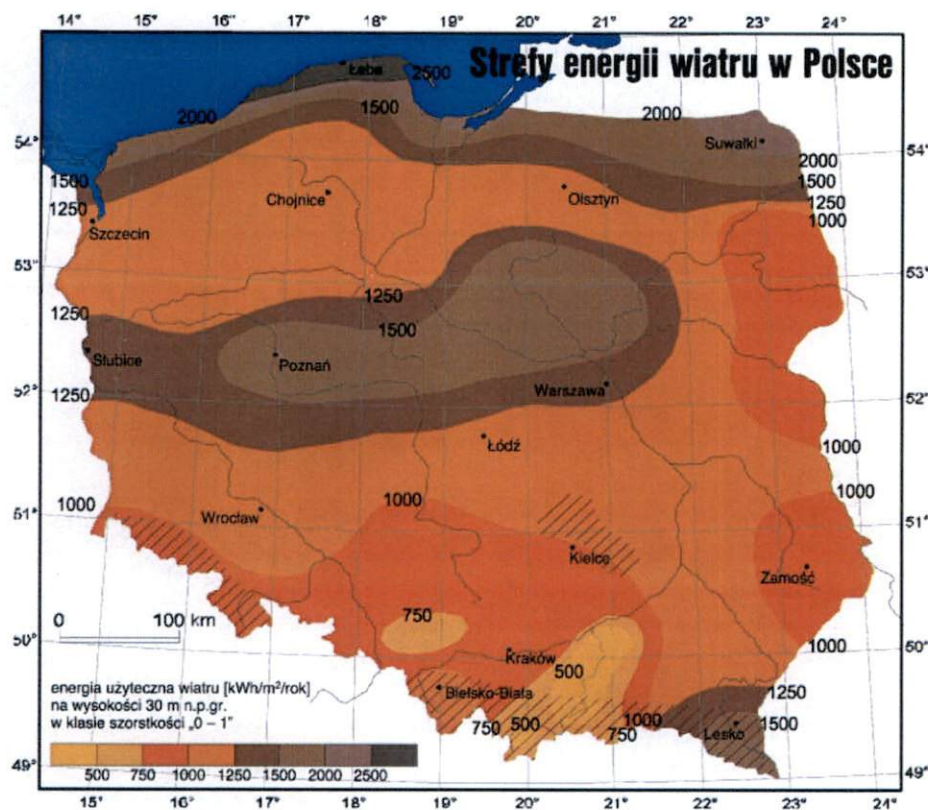 14° 15° 16° 17° 18° 19° 20° 21° 22° 23° 24°
Strefy energii wiatru w Polsce
Łeba
2500
2000
1500
2000
Suwałki
54°
54°
2000
1500
1500
1250
1250
1000
Chojnice
Olsztyn
Szczecin
53°
53°
1250
1250
1500
Słubice
Poznań
Warszawa
52°
1250
52°
Łódź
1000
1000
1000
1000
51°
Wrocław
51°
Kielce
Zamość
0 100 km
750
50°
Kraków
1000
50°
500
energia użyteczna wiatru [kWh/m²/rok]
na wysokości 30 m n.p.gr.
w klasie szorstkości „0 – 1”
Bielsko-Biała
1250
750 500 750 1000
1500
Lesko
500 750 1000 1250 1500 2000 2500
49°
49°
15° 16° 17° 18° 19° 20° 21° 22° 23° 24°